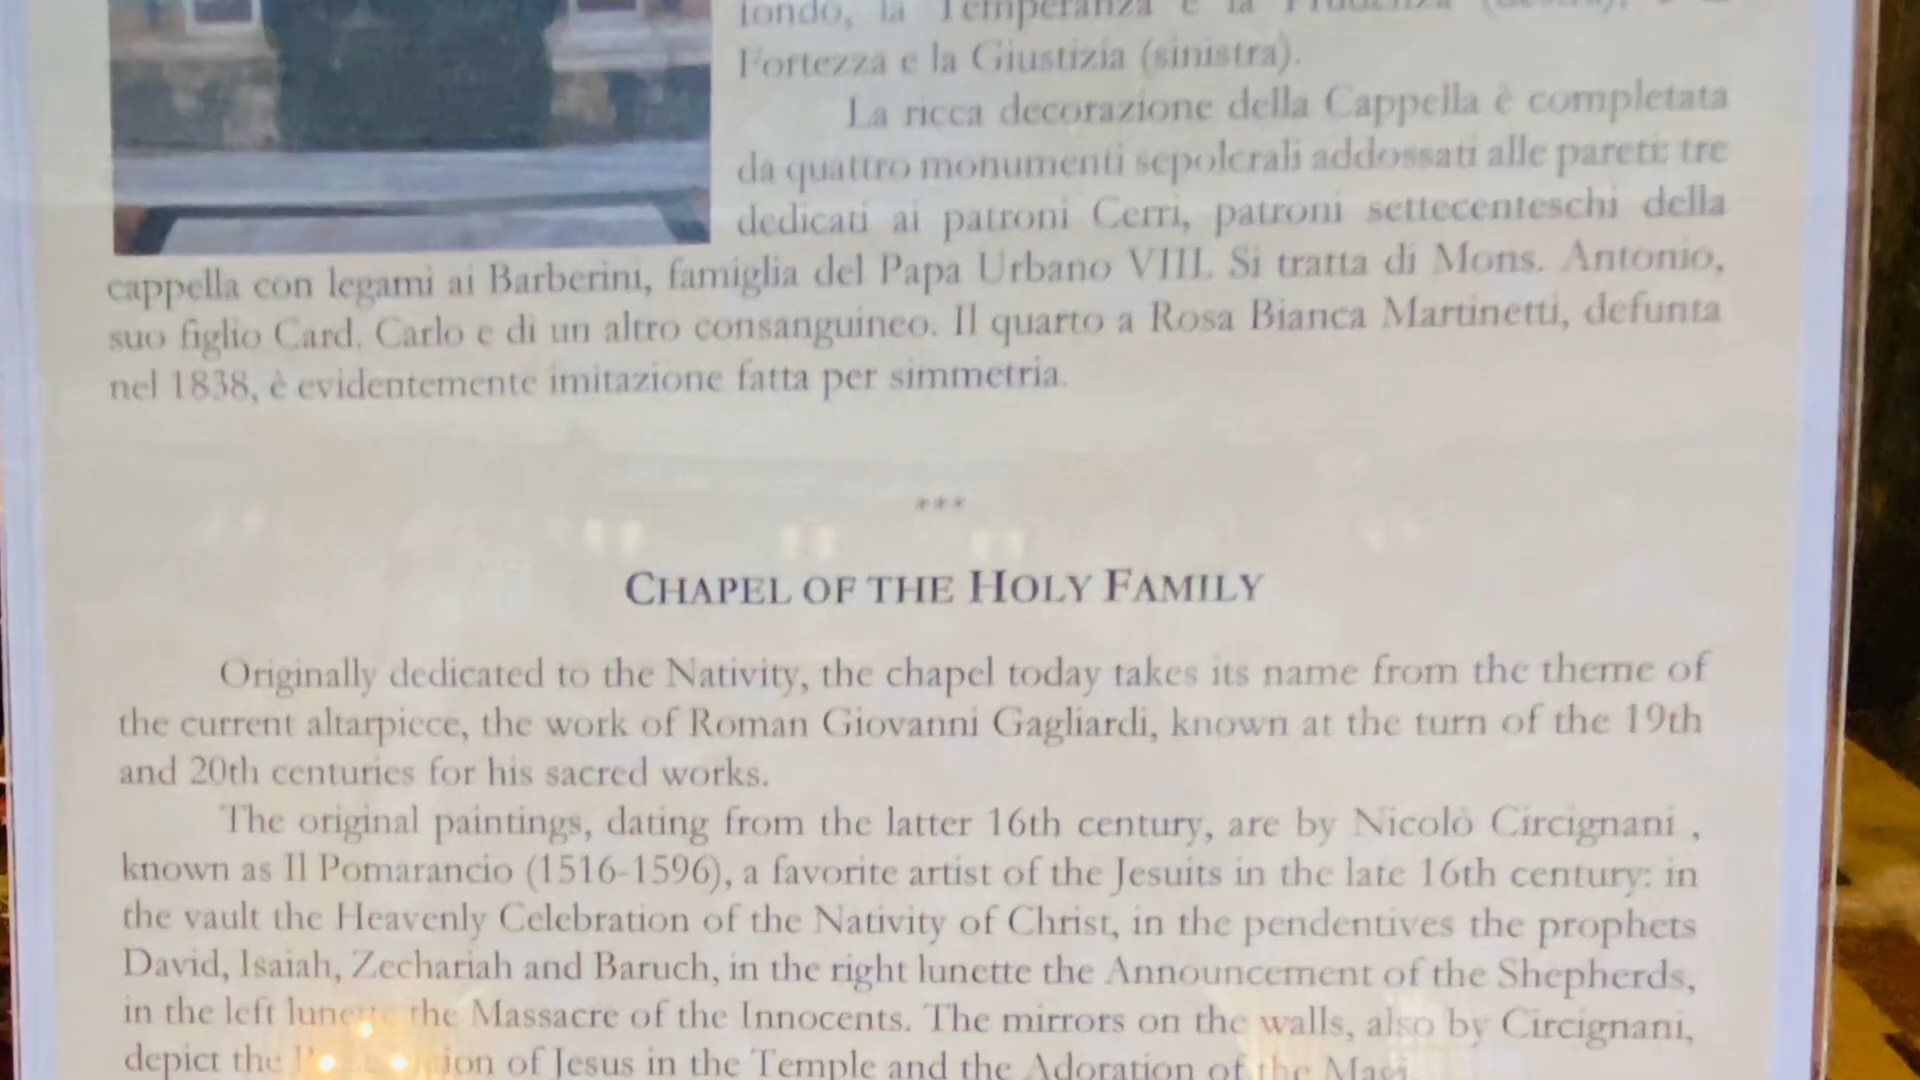 fondo, la Temperanza e la Prudenza (destra), e la
Fortezza e la Giustizia (sinistra).
La ricca decorazione della Cappella è completata
da quattro monumenti sepolcrali addossati alle pareti: tre
dedicati ai patroni Cerri, patroni settecenteschi della
cappella con legami ai Barberini, famiglia del Papa Urbano VIII. Si tratta di Mons. Antonio,
suo figlio Card. Carlo e di un altro consanguineo. Il quarto a Rosa Bianca Martinetti, defunta
nel 1838, è evidentemente imitazione fatta per simmetria.
***
CHAPEL OF THE HOLY FAMILY
Originally dedicated to the Nativity, the chapel today takes its name from the theme of
the current altarpiece, the work of Roman Giovanni Gagliardi, known at the turn of the 19th
and 20th centuries for his sacred works.
The original paintings, dating from the latter 16th century, are by Nicolò Circignani ,
known as Il Pomarancio (1516-1596), a favorite artist of the Jesuits in the late 16th century: in
the vault the Heavenly Celebration of the Nativity of Christ, in the pendentives the prophets
David, Isaiah, Zechariah and Baruch, in the right lunette the Announcement of the Shepherds,
in the left lunette the Massacre of the Innocents. The mirrors on the walls, also by Circignani,
depict the of Jesus in the Temple and the Adoration of the Magi.